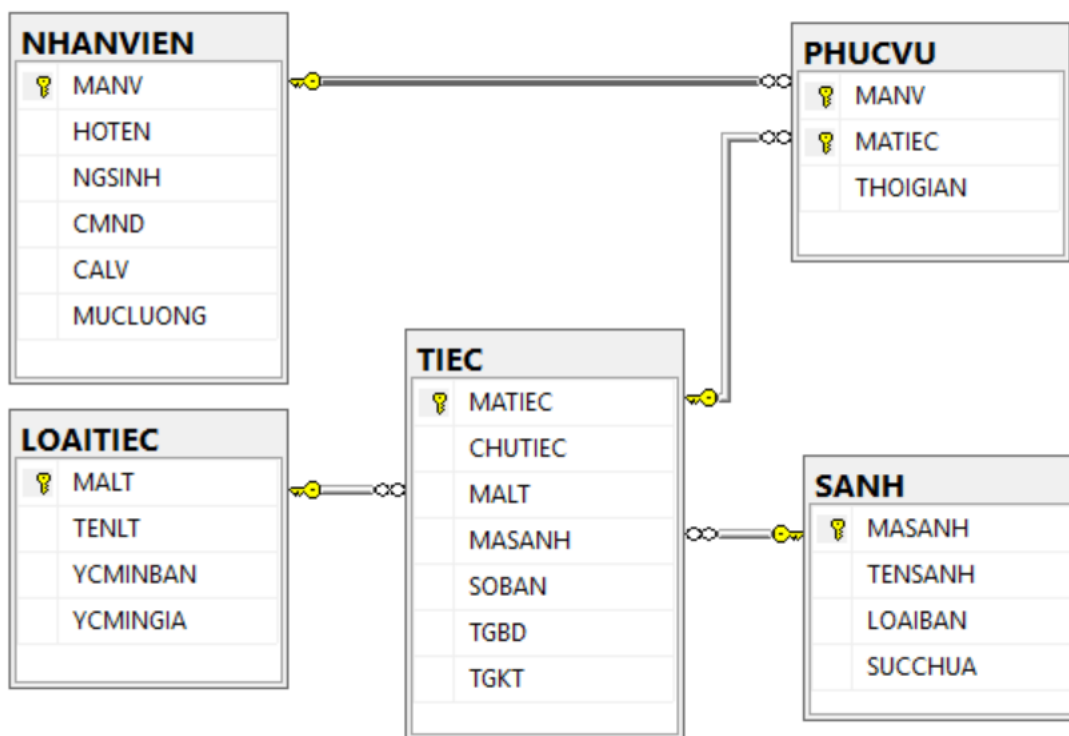 NHANVIEN
MANV
HOTEN
NGSINH
CMND
CALV
MUCLUONG
PHUCVU
MANV
MATIEC
THOIGIAN
LOAITIEC
MALT
TENLT
YCMINBAN
YCMINGIA
TIEC
MATIEC
CHUTIEC
MALT
MASANH
SOBAN
TGBD
TGKT
SANH
MASANH
TENSANH
LOAIBAN
SUCCHUA